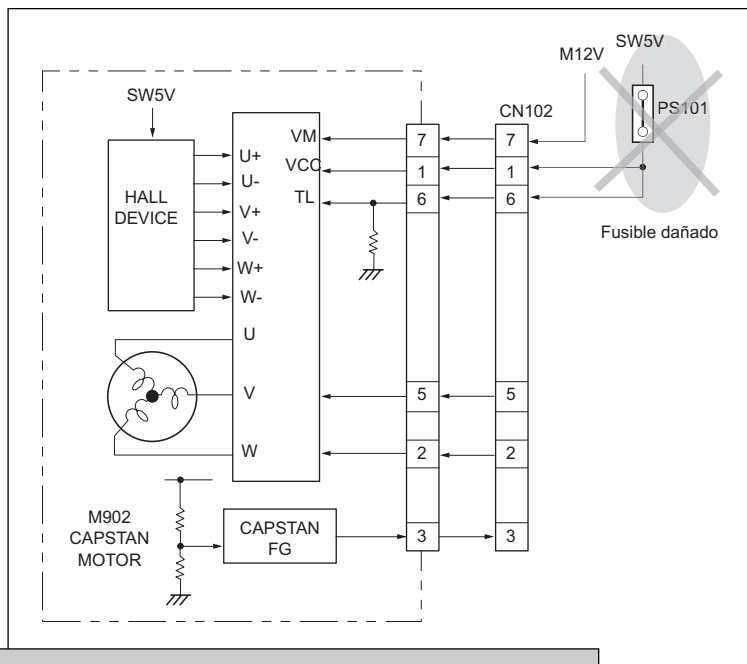 SW5V
M12V
SW5V
CN102
PS101
VM
7
7
VCC
1
1
TL
6
6
Fusible dañado
HALL
DEVICE
U+
U-
V+
V-
W+
W-
U
V
5
5
W
2
2
M902
CAPSTAN
MOTOR
CAPSTAN
FG
3
3